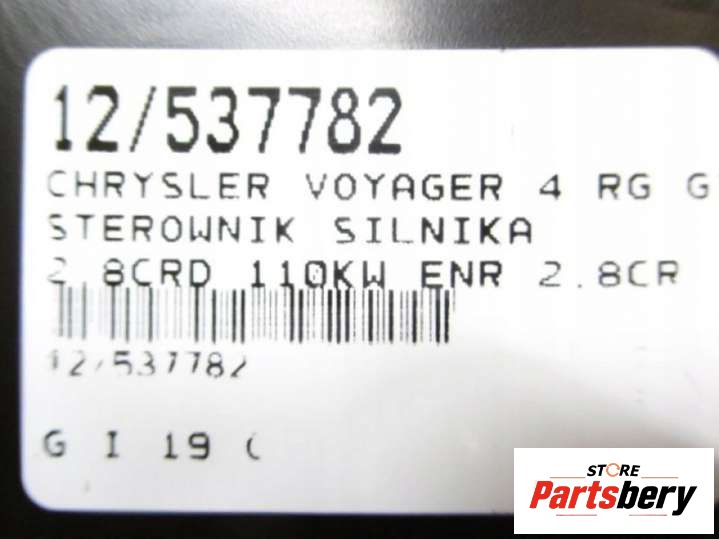 12/537782
CHRYSLER VOYAGER 4 RG G
STEROWNIK SILNIKA
2.8CRD 110KW ENR 2.8CR
12/537782
G I 19 C
STORE
Partsbery